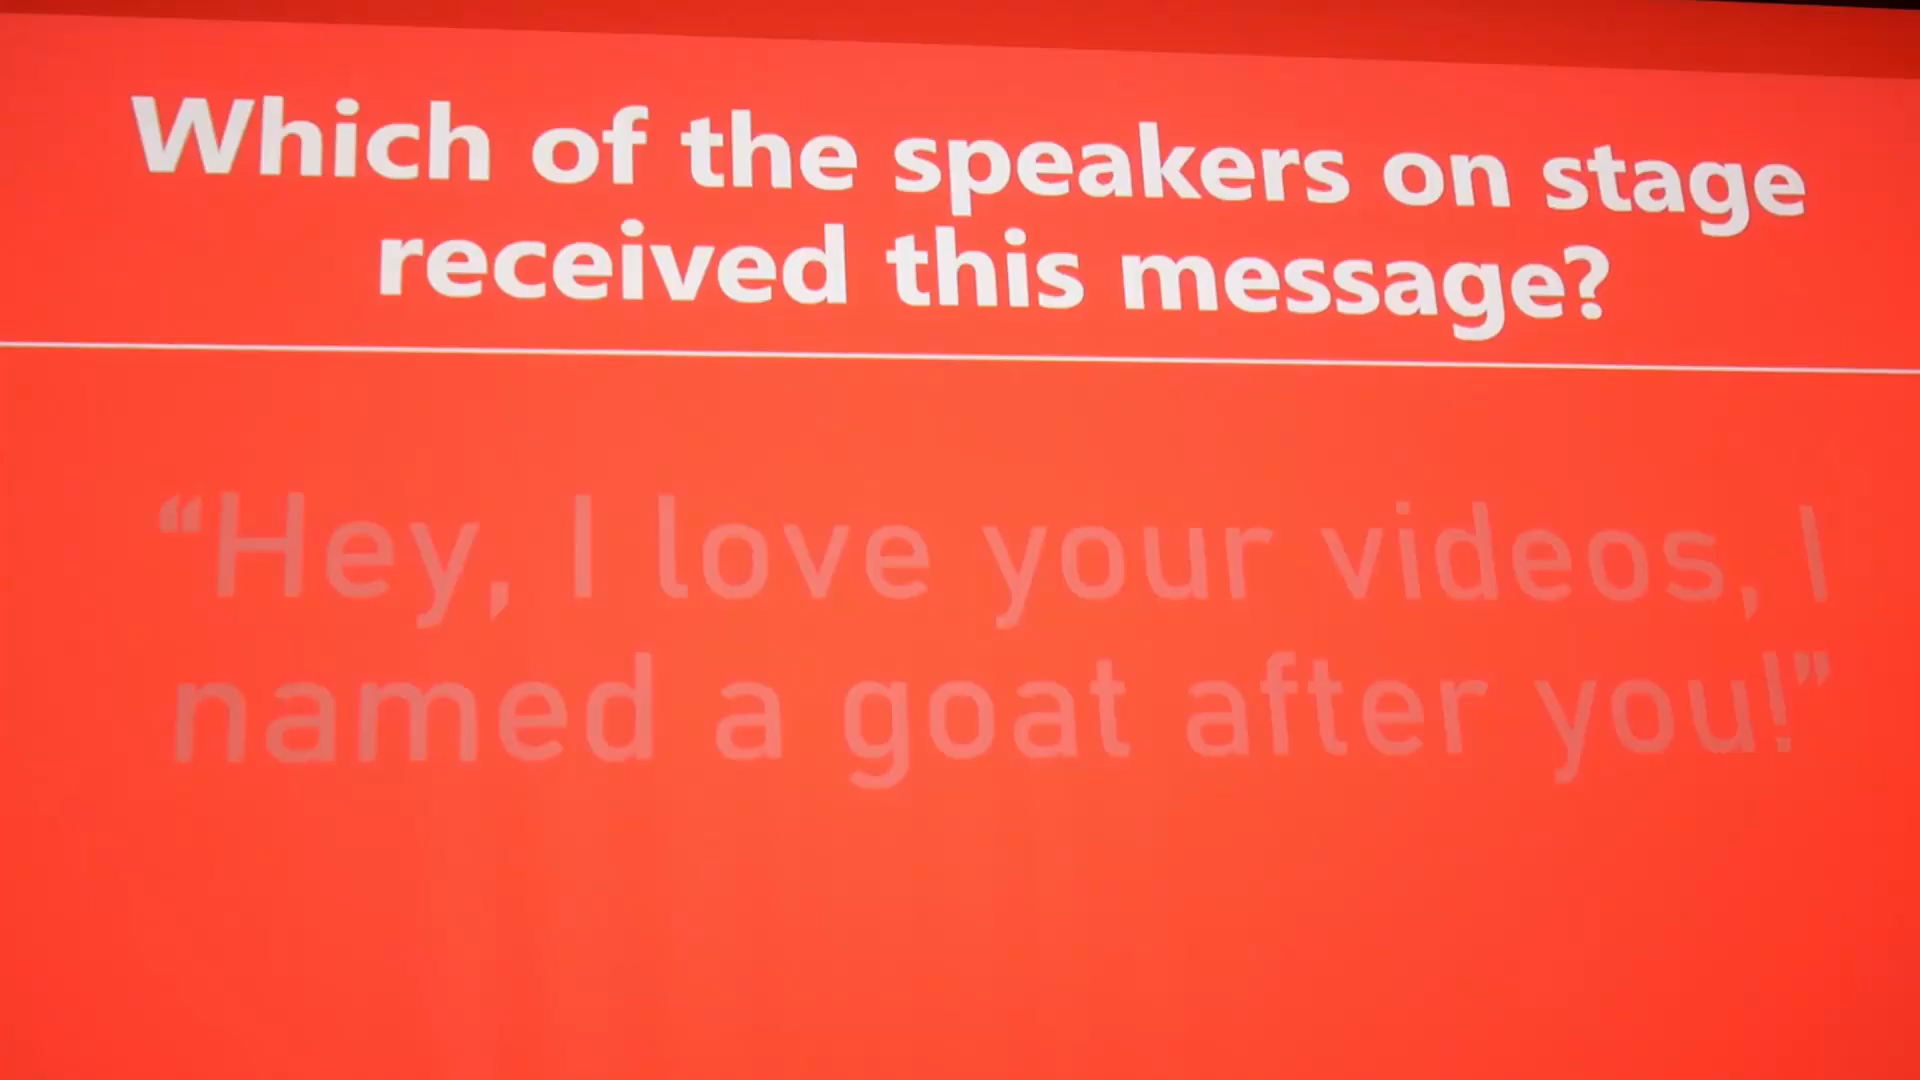 Which of the speakers on stage
received this message?
“Hey, I love your videos, I
named a goat after you!”